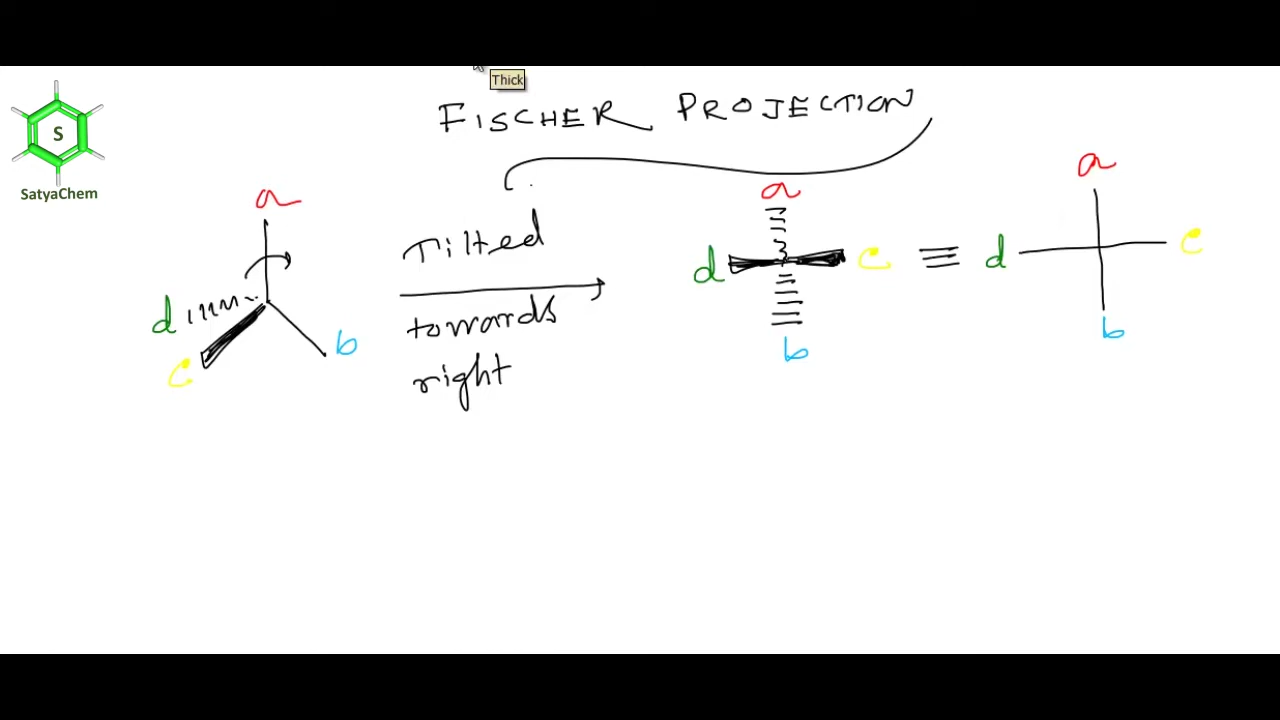 Thick
FISCHER PROJECTION
S
SatyaChem
a
d
c
b
Tilted
towards
right
a
d
c
b
≡
a
d
c
b